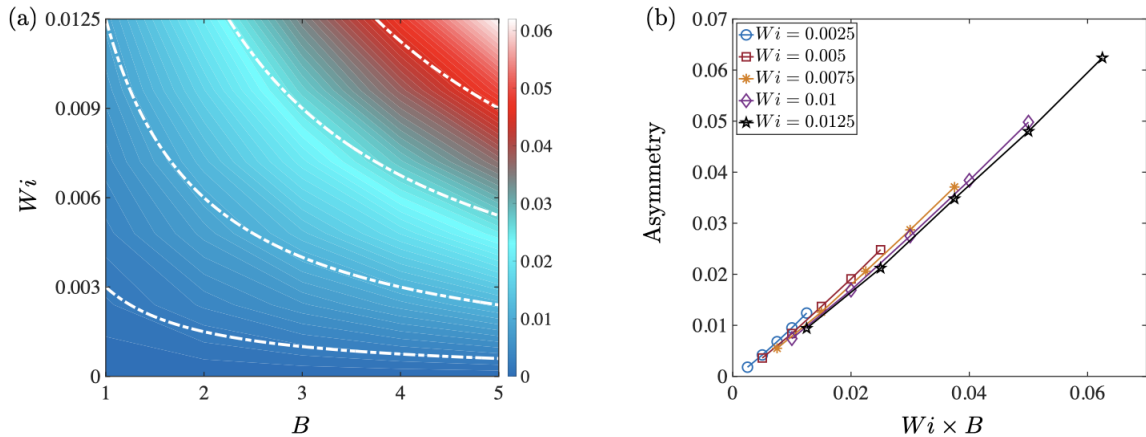 (a)
0.0125
0.009
0.006
0.003
0
Wi
1
2
3
4
5
B
0.06
0.05
0.04
0.03
0.02
0.01
0
(b)
0.07
0.06
0.05
0.04
0.03
0.02
0.01
0
Asymmetry
Wi = 0.0025
Wi = 0.005
Wi = 0.0075
Wi = 0.01
Wi = 0.0125
0
0.02
0.04
0.06
Wi × B